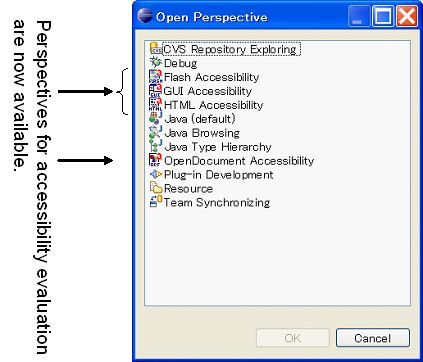 Perspectives for accessibility evaluation
are now available.
Open Perspective
CVS Repository Exploring
Debug
Flash Accessibility
GUI Accessibility
HTML Accessibility
Java (default)
Java Browsing
Java Type Hierarchy
OpenDocument Accessibility
Plug-in Development
Resource
Team Synchronizing
OK
Cancel